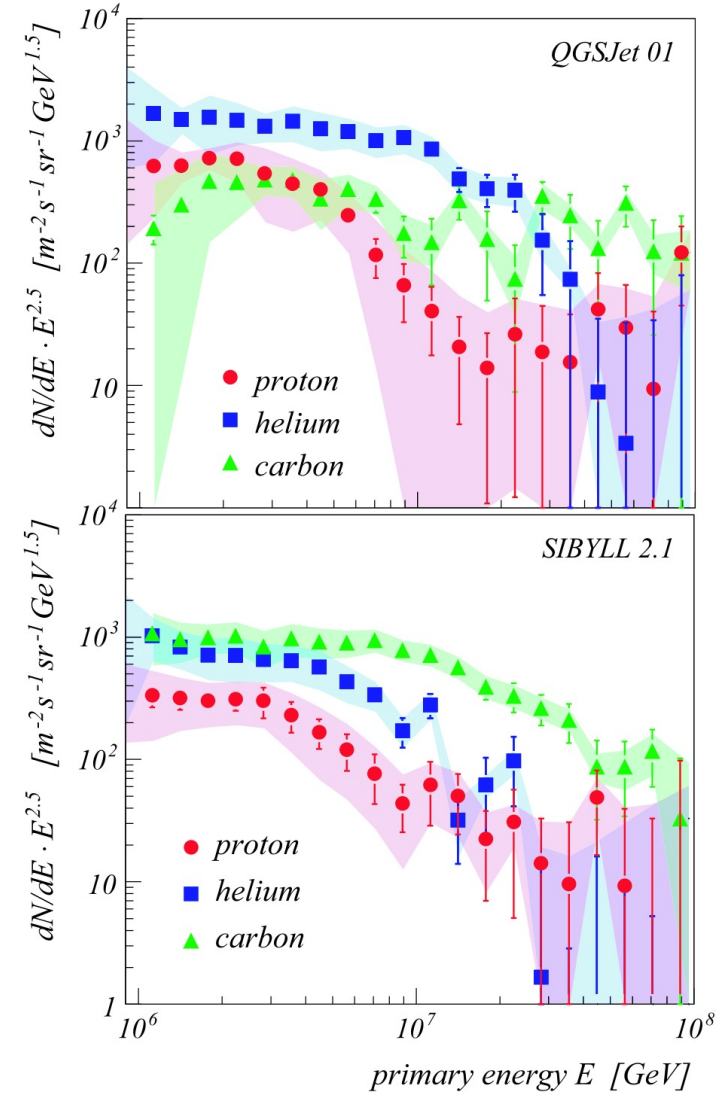 10^4
QGSJet 01
dN/dE · E^2.5 [m^-2 s^-1 sr^-1 GeV^1.5]
10^3
10^2
10
proton
helium
carbon
10^4
SIBYLL 2.1
dN/dE · E^2.5 [m^-2 s^-1 sr^-1 GeV^1.5]
10^3
10^2
10
proton
helium
carbon
1
10^6
10^7
10^8
primary energy E [GeV]